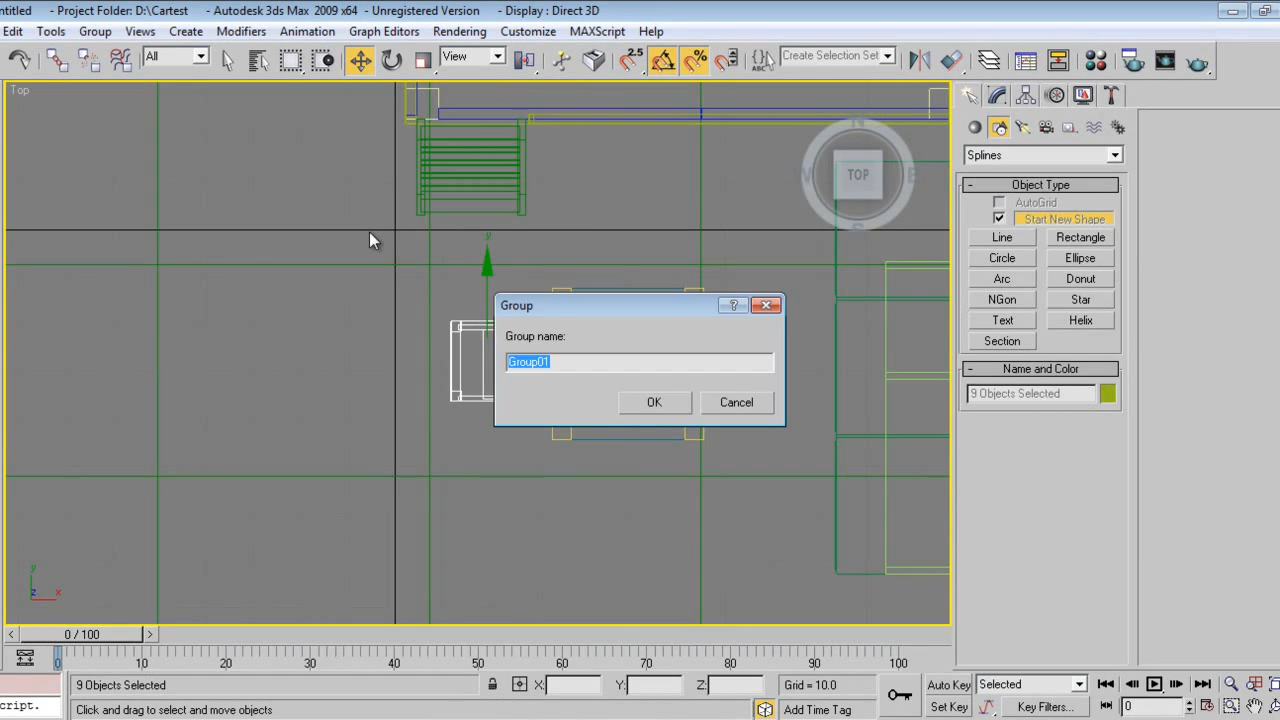 ntitled - Project Folder: D:\Cartest - Autodesk 3ds Max 2009 x64 - Unregistered Version - Display : Direct 3D
Edit Tools Group Views Create Modifiers Animation Graph Editors Rendering Customize MAXScript Help
All View 2.5 ABC Create Selection Set
Top
N
TOP
E
S
y
Splines
Object Type
AutoGrid
Start New Shape
Line Rectangle
Circle Ellipse
Arc Donut
NGon Star
Text Helix
Section
Name and Color
9 Objects Selected
Group
Group name:
Group01
OK Cancel
y
z x
0 / 100
0 10 20 30 40 50 60 70 80 90 100
9 Objects Selected X: Y: Z: Grid = 10.0 Auto Key Selected
script. Click and drag to select and move objects Add Time Tag Set Key Key Filters... 0